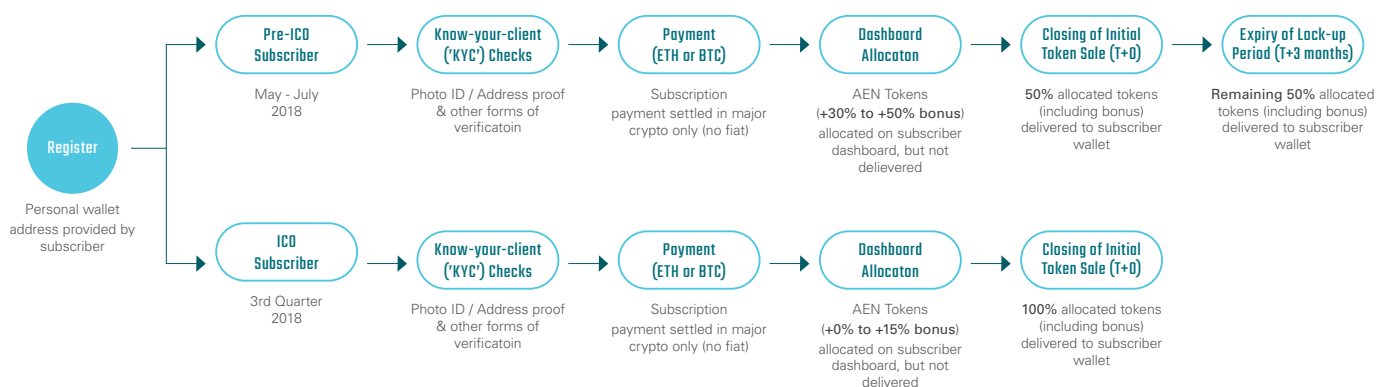 Register
Personal wallet
address provided by
subscriber
Pre-ICO
Subscriber
May - July
2018
Know-your-client
('KYC') Checks
Photo ID / Address proof
& other forms of
verificatoin
Payment
(ETH or BTC)
Subscription
payment settled in major
crypto only (no fiat)
Dashboard
Allocaton
AEN Tokens
(+30% to +50% bonus)
allocated on subscriber
dashboard, but not
delievered
Closing of Initial
Token Sale (T+0)
50% allocated tokens
(including bonus)
delivered to subscriber
wallet
Expiry of Lock-up
Period (T+3 months)
Remaining 50% allocated
tokens (including bonus)
delivered to subscriber
wallet
ICO
Subscriber
3rd Quarter
2018
Know-your-client
('KYC') Checks
Photo ID / Address proof
& other forms of
verificatoin
Payment
(ETH or BTC)
Subscription
payment settled in major
crypto only (no fiat)
Dashboard
Allocaton
AEN Tokens
(+0% to +15% bonus)
allocated on subscriber
dashboard, but not
delivered
Closing of Initial
Token Sale (T+0)
100% allocated tokens
(including bonus)
delivered to subscriber
wallet